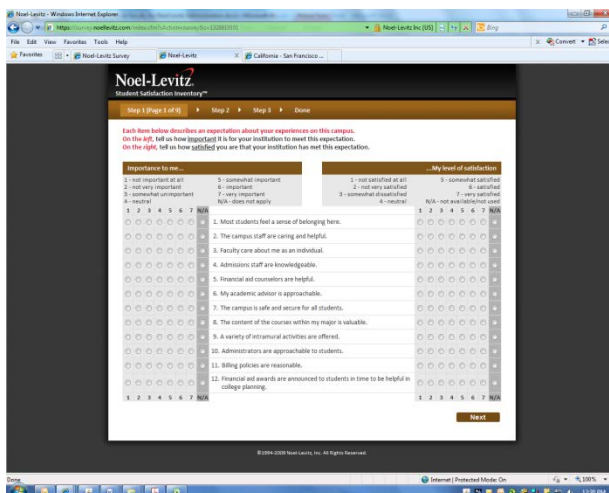 Noel-Levitz - Windows Internet Explorer
Noel-Levitz Inc [US]
Bing
File Edit View Favorites Tools Help
Convert
Favorites
Noel-Levitz Survey
Noel-Levitz
California - San Francisco ...
Noel-Levitz.
Student Satisfaction Inventory™
Step 1 (Page 1 of 9) Step 2 Step 3 Done
Each item below describes an expectation about your experiences on this campus.
On the left, tell us how important it is for your institution to meet this expectation.
On the right, tell us how satisfied you are that your institution has met this expectation.
Importance to me... ...My level of satisfaction
1 - not important at all 5 - somewhat important 1 - not satisfied at all 5 - somewhat satisfied
2 - not very important 6 - important 2 - not very satisfied 6 - satisfied
3 - somewhat unimportant 7 - very important 3 - somewhat dissatisfied 7 - very satisfied
4 - neutral N/A - does not apply 4 - neutral N/A - not available/not used
1 2 3 4 5 6 7 N/A 1 2 3 4 5 6 7 N/A
1. Most students feel a sense of belonging here.
2. The campus staff are caring and helpful.
3. Faculty care about me as an individual.
4. Admissions staff are knowledgeable.
5. Financial aid counselors are helpful.
6. My academic advisor is approachable.
7. The campus is safe and secure for all students.
8. The content of the courses within my major is valuable.
9. A variety of intramural activities are offered.
10. Administrators are approachable to students.
11. Billing policies are reasonable.
12. Financial aid awards are announced to students in time to be helpful in
college planning.
1 2 3 4 5 6 7 N/A 1 2 3 4 5 6 7 N/A
Next
©1994-2009 Noel-Levitz, Inc. All Rights Reserved.
Done
Internet | Protected Mode: On
100%
12:30 PM